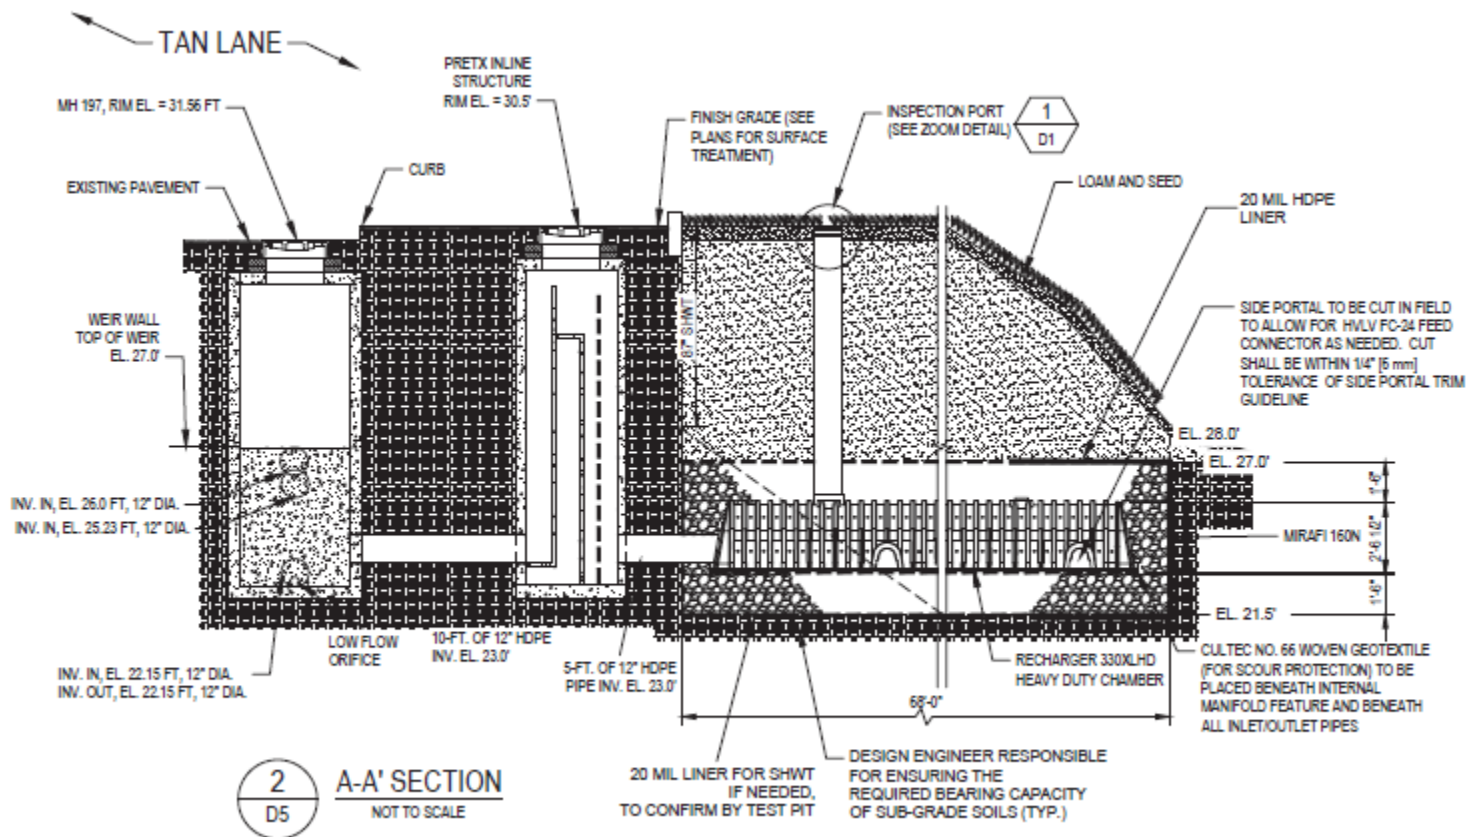 TAN LANE
MH 197, RIM EL. = 31.56 FT
PRETX INLINE
STRUCTURE
RIM EL. = 30.5'
EXISTING PAVEMENT
CURB
FINISH GRADE (SEE
PLANS FOR SURFACE
TREATMENT)
INSPECTION PORT
(SEE ZOOM DETAIL)
1
D1
LOAM AND SEED
20 MIL HDPE
LINER
WEIR WALL
TOP OF WEIR
EL. 27.0'
87" SHWT
SIDE PORTAL TO BE CUT IN FIELD
TO ALLOW FOR HVLV FC-24 FEED
CONNECTOR AS NEEDED. CUT
SHALL BE WITHIN 1/4" [6 mm]
TOLERANCE OF SIDE PORTAL TRIM
GUIDELINE
EL. 28.0'
EL. 27.0'
1'-6"
MIRAFI 160N
2'-6 1/2"
1'-6"
EL. 21.5'
INV. IN, EL. 26.0 FT, 12" DIA.
INV. IN, EL. 25.23 FT, 12" DIA.
INV. IN, EL. 22.15 FT, 12" DIA.
INV. OUT, EL. 22.15 FT, 12" DIA.
LOW FLOW
ORIFICE
10-FT. OF 12" HDPE
INV. EL. 23.0'
5-FT. OF 12" HDPE
PIPE INV. EL. 23.0'
RECHARGER 330XLHD
HEAVY DUTY CHAMBER
68'-0"
CULTEC NO. 66 WOVEN GEOTEXTILE
(FOR SCOUR PROTECTION) TO BE
PLACED BENEATH INTERNAL
MANIFOLD FEATURE AND BENEATH
ALL INLET/OUTLET PIPES
20 MIL LINER FOR SHWT
IF NEEDED,
TO CONFIRM BY TEST PIT
DESIGN ENGINEER RESPONSIBLE
FOR ENSURING THE
REQUIRED BEARING CAPACITY
OF SUB-GRADE SOILS (TYP.)
2
D5
A-A' SECTION
NOT TO SCALE